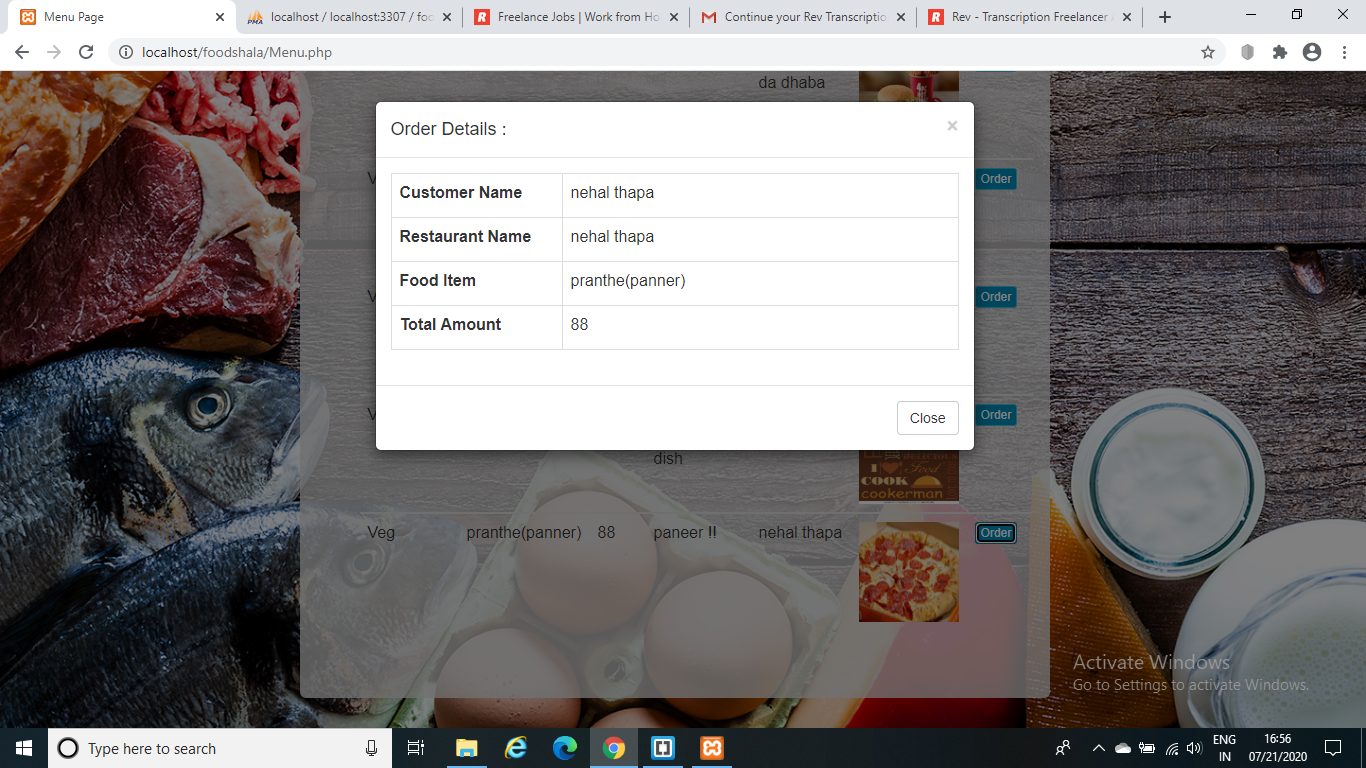 Menu Page
localhost / localhost:3307 / foc
Freelance Jobs | Work from Ho
Continue your Rev Transcriptio
Rev - Transcription Freelancer
localhost/foodshala/Menu.php
da dhaba
Order Details :
×
Customer Name nehal thapa
Restaurant Name nehal thapa
Food Item pranthe(panner)
Total Amount 88
Close
Order
Order
Order
dish
I
Food
COOK
cookerman
Veg pranthe(panner) 88 paneer !! nehal thapa Order
Activate Windows
Go to Settings to activate Windows.
Type here to search
ENG
IN
16:56
07/21/2020